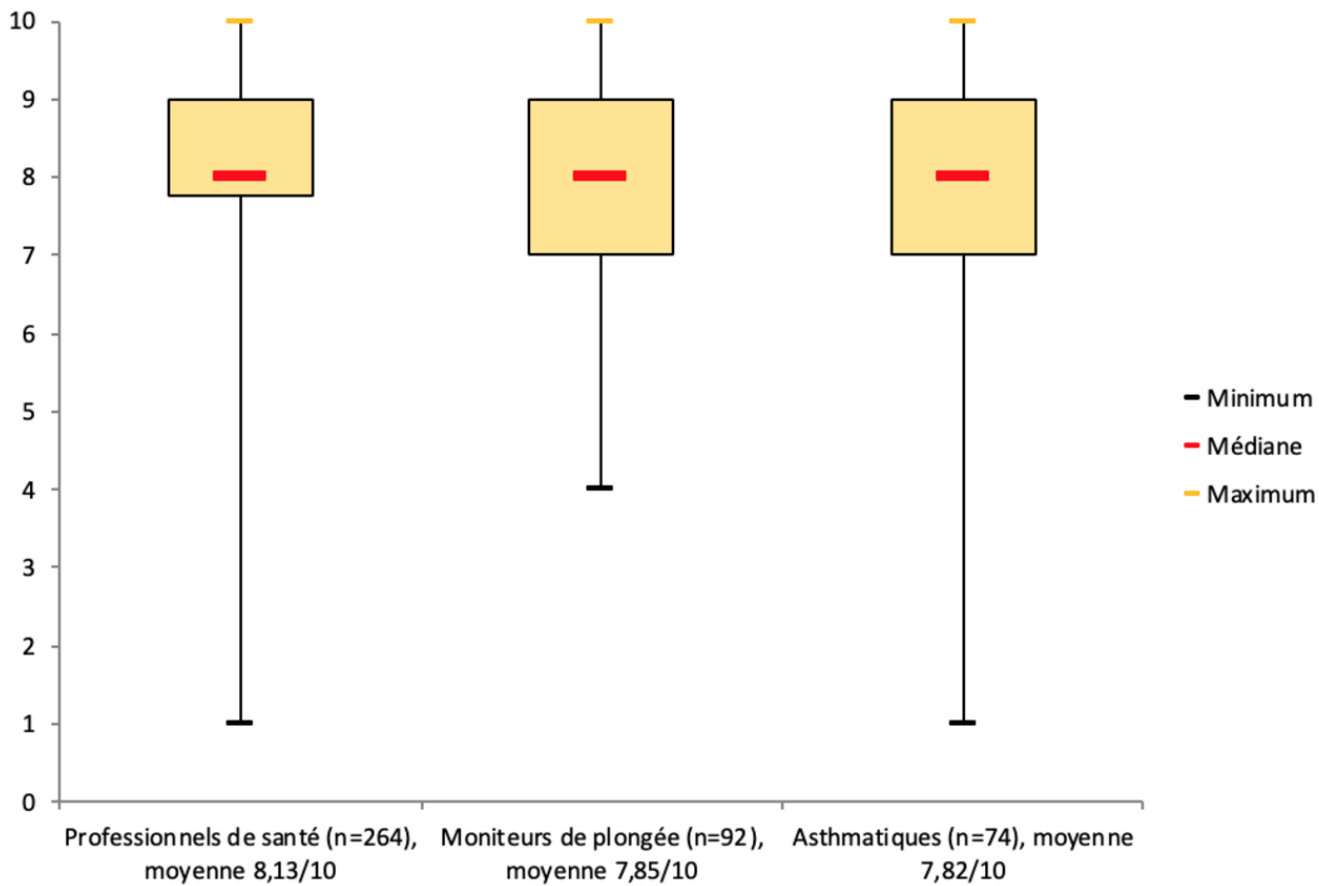 10
9
8
7
6
5
4
3
2
1
0
Professionnels de santé (n=264),
moyenne 8,13/10
Moniteurs de plongée (n=92),
moyenne 7,85/10
Asthmatiques (n=74), moyenne
7,82/10
Minimum
Médiane
Maximum